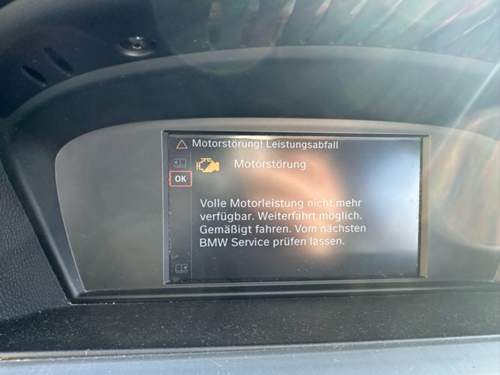 Motorstörung! Leistungsabfall
Motorstörung
OK
Volle Motorleistung nicht mehr
verfügbar. Weiterfahrt möglich.
Gemäßigt fahren. Vom nächsten
BMW Service prüfen lassen.